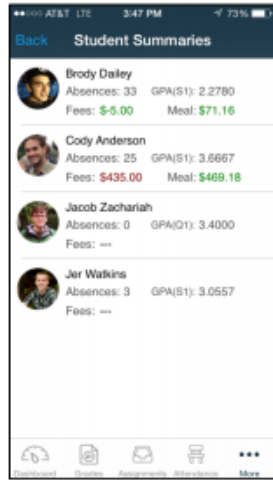 AT&T LTE 3:47 PM 73%
Back Student Summaries
Brody Dailey
Absences: 33 GPA(S1): 2.2780
Fees: $-5.00 Meal: $71.16
Cody Anderson
Absences: 25 GPA(S1): 3.6667
Fees: $435.00 Meal: $469.18
Jacob Zachariah
Absences: 0 GPA(Q1): 3.4000
Fees: ---
Jer Watkins
Absences: 3 GPA(S1): 3.0557
Fees: ---
Dashboard Grades Assignments Attendance More